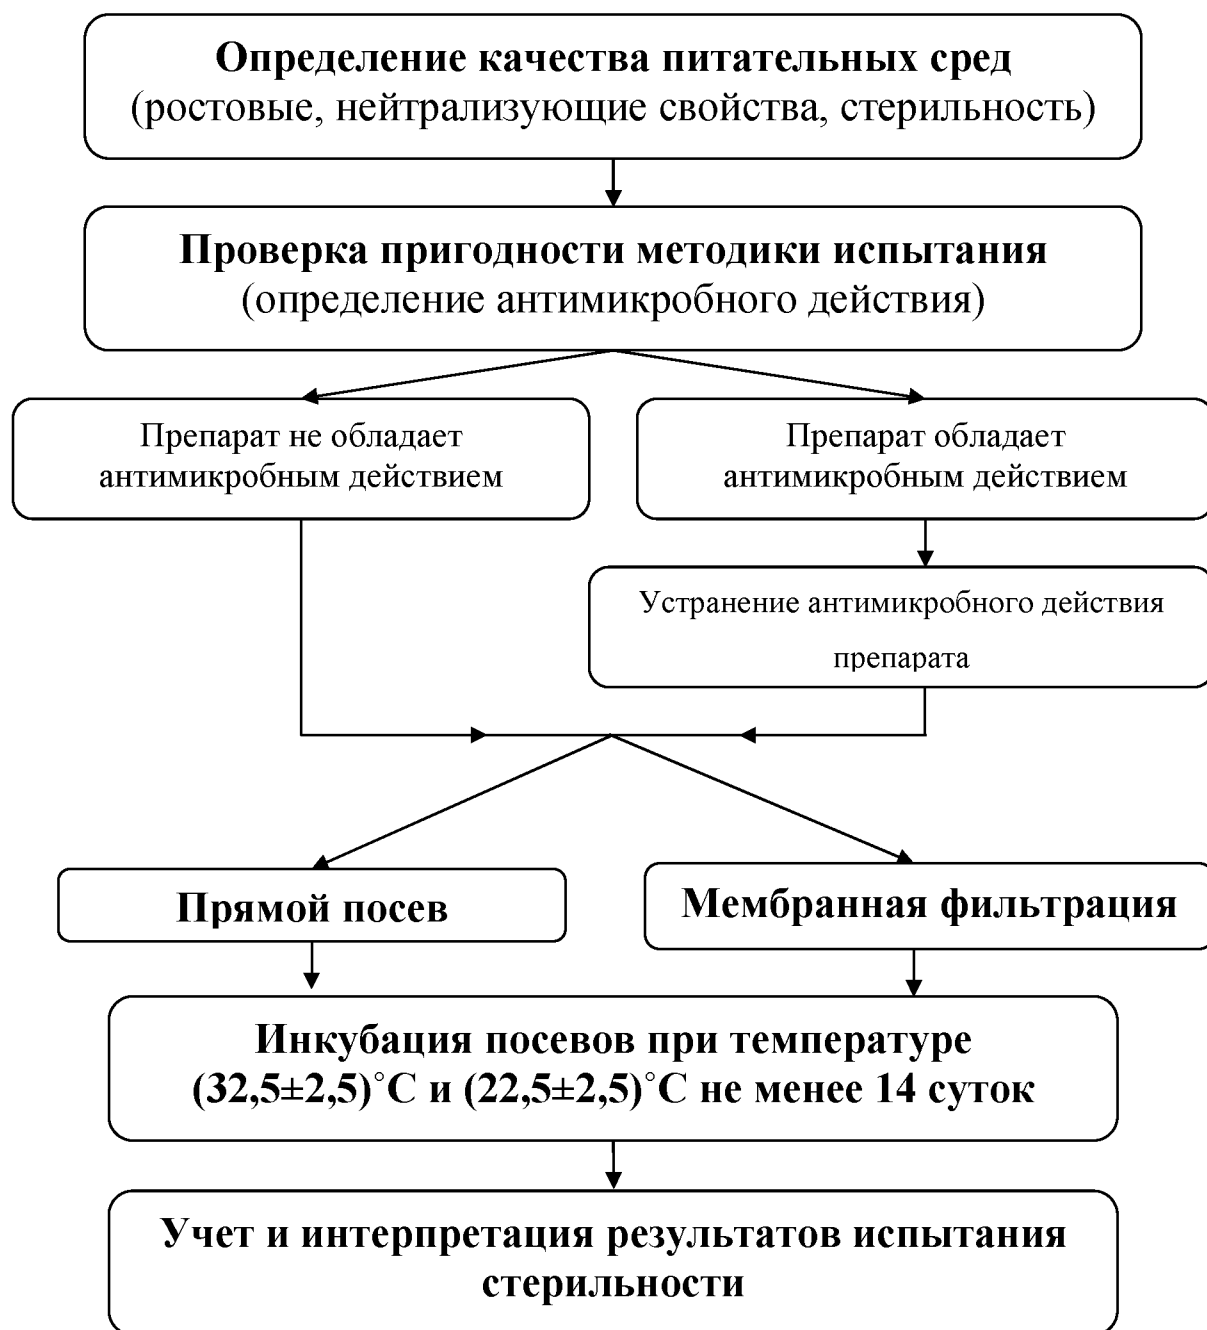 Определение качества питательных сред
(ростовые, нейтрализующие свойства, стерильность)
Проверка пригодности методики испытания
(определение антимикробного действия)
Препарат не обладает
антимикробным действием
Препарат обладает
антимикробным действием
Устранение антимикробного действия
препарата
Прямой посев
Мембранная фильтрация
Инкубация посевов при температуре
(32,5±2,5)°С и (22,5±2,5)°С не менее 14 суток
Учет и интерпретация результатов испытания
стерильности